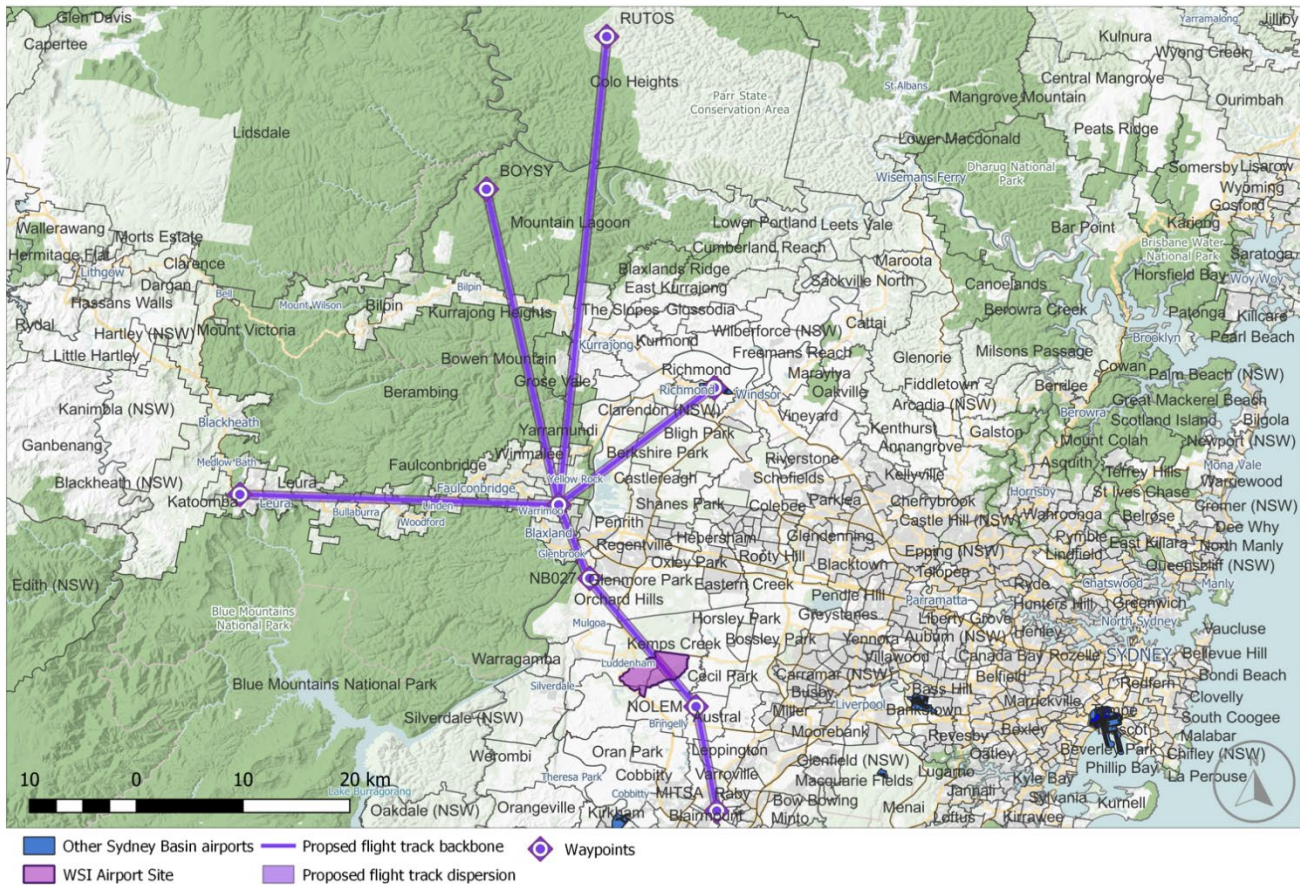 Glen Davis
RUTOS
Yarramalong
Jilliby
Capertee
Kulnura
Wyong Creek
Colo Heights
Parr State
Conservation Area
St Albans
Central Mangrove
Mangrove Mountain
Ourimbah
Lidsdale
Lower Macdonald
Peats Ridge
BOYSY
Dharug National
Park
Somersby
Lisarow
Wisemans Ferry
Wyoming
Gosford
Wallerawang
Morts Estate
Mountain Lagoon
Lower Portland
Leets Vale
Bar Point
Kariong
Hermitage Flat
Clarence
Cumberland Reach
Brisbane Water
National Park
Saratoga
Lithgow
Dargan
Blaxlands Ridge
Maroota
Horsfield Bay
Woy Woy
Hassans Walls
Bell
Mount Wilson
Bilpin
Bilpin
East Kurrajong
Sackville North
Canoelands
Patonga
Killcare
Rydal
Hartley (NSW)
Mount Victoria
Kurrajong Heights
The Slopes
Glossodia
Wilberforce (NSW)
Cattai
Berowra Creek
Pearl Beach
Little Hartley
Bowen Mountain
Kurrajong
Kurmond
Freemans Reach
Glenorie
Milsons Passage
Brooklyn
Berambing
Grose Vale
Richmond
Maraylya
Fiddletown
Cowan
Palm Beach (NSW)
Kanimbla (NSW)
Richmond
Windsor
Oakville
Berrilee
Blackheath
Clarendon (NSW)
Vineyard
Arcadia (NSW)
Berowra
Great Mackerel Beach
Ganbenang
Yarramundi
Bligh Park
Kenthurst
Galston
Scotland Island
Bilgola
Medlow Bath
Winmalee
Berkshire Park
Riverstone
Annangrove
Mount Colah
Newport (NSW)
Blackheath (NSW)
Leura
Faulconbridge
Yellow Rock
Castlereagh
Schofields
Kellyville
Asquith
Terrey Hills
Mona Vale
Katoomba
Leura
Faulconbridge
Linden
Warrimoo
Shanes Park
Colebee
Parklea
Cherrybrook
Hornsby
St Ives Chase
Warriewood
Bullaburra
Woodford
Blaxland
Penrith
Hebersham
Glendenning
Castle Hill (NSW)
Wahroonga
Belrose
Cromer (NSW)
Glenbrook
Regentville
Rooty Hill
Epping (NSW)
Pymble
East Killara
Dee Why
Edith (NSW)
NB027
Glenmore Park
Oxley Park
Eastern Creek
Blacktown
Telopea
Lindfield
North Manly
Orchard Hills
Pendle Hill
Ryde
Chatswood
Queenscliff (NSW)
Blue Mountains
National Park
Mulgoa
Horsley Park
Greystanes
Parramatta
Hunters Hill
Greenwich
Manly
Kemps Creek
Bossley Park
Yennora
Liberty Grove
Henley
North Sydney
Vaucluse
Warragamba
Luddenham
Auburn (NSW)
Canada Bay
Rozelle
SYDNEY
Bellevue Hill
Blue Mountains National Park
Silverdale
Cecil Park
Carramar (NSW)
Villawood
Belfield
Redfern
Bondi Beach
Silverdale (NSW)
NOLEM
Austral
Busby
Miller
Liverpool
Bass Hill
Bankstown
Marrickville
Clovelly
Bringelly
Moorebank
Revesby
Bexley
South Coogee
Werombi
Oran Park
Leppington
Glenfield (NSW)
Oatley
Beverley Park
Malabar
Chifley (NSW)
10 0 10 20 km
Theresa Park
Cobbitty
Varroville
Macquarie Fields
Lugarno
Kyle Bay
Phillip Bay
La Perouse
Lake Burragorang
Cobbitty
MITSA
Raby
Bow Bowing
Menai
Jannali
Sylvania
Kurnell
Oakdale (NSW)
Orangeville
Kirkham
Blairmount
Minto
Loftus
Kirrawee
Other Sydney Basin airports
Propsed flight track backbone
Waypoints
WSI Airport Site
Proposed flight track dispersion